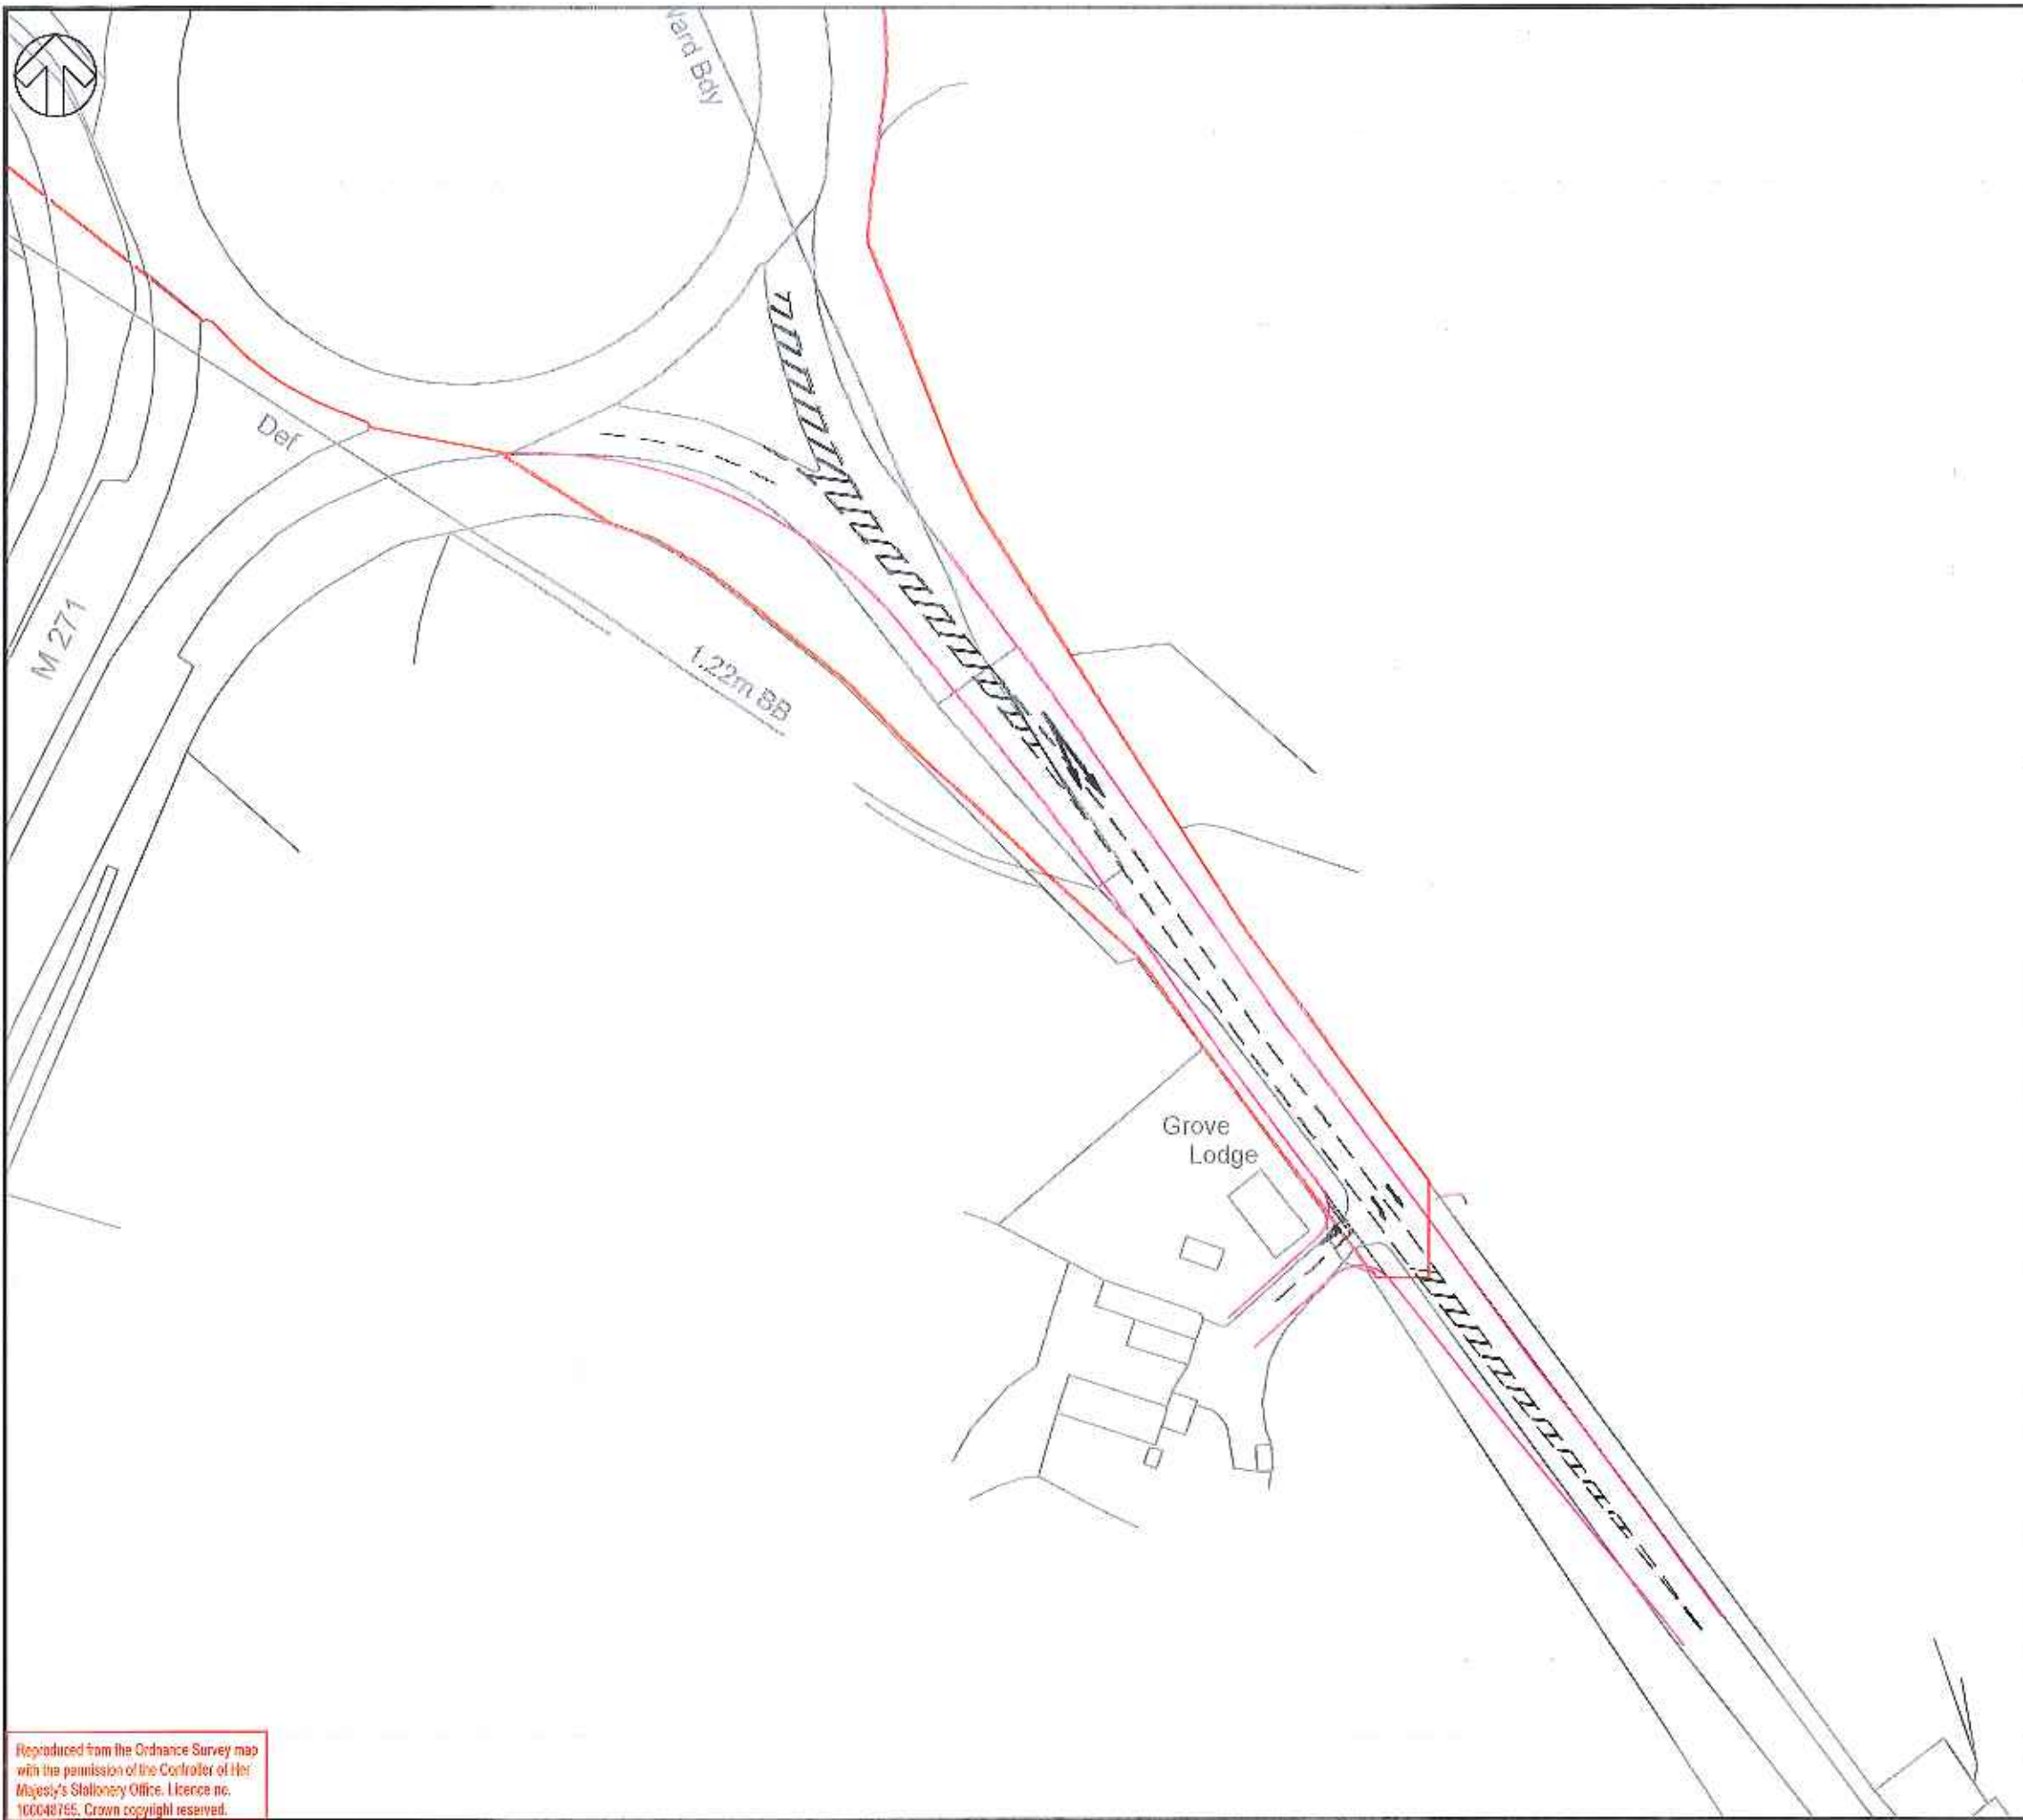 Ward Bdy
Def
M 271
1.22m BB
Grove
Lodge
Reproduced from the Ordnance Survey map
with the permission of the Controller of Her
Majesty's Stationery Office. Licence no.
100048755. Crown copyright reserved.